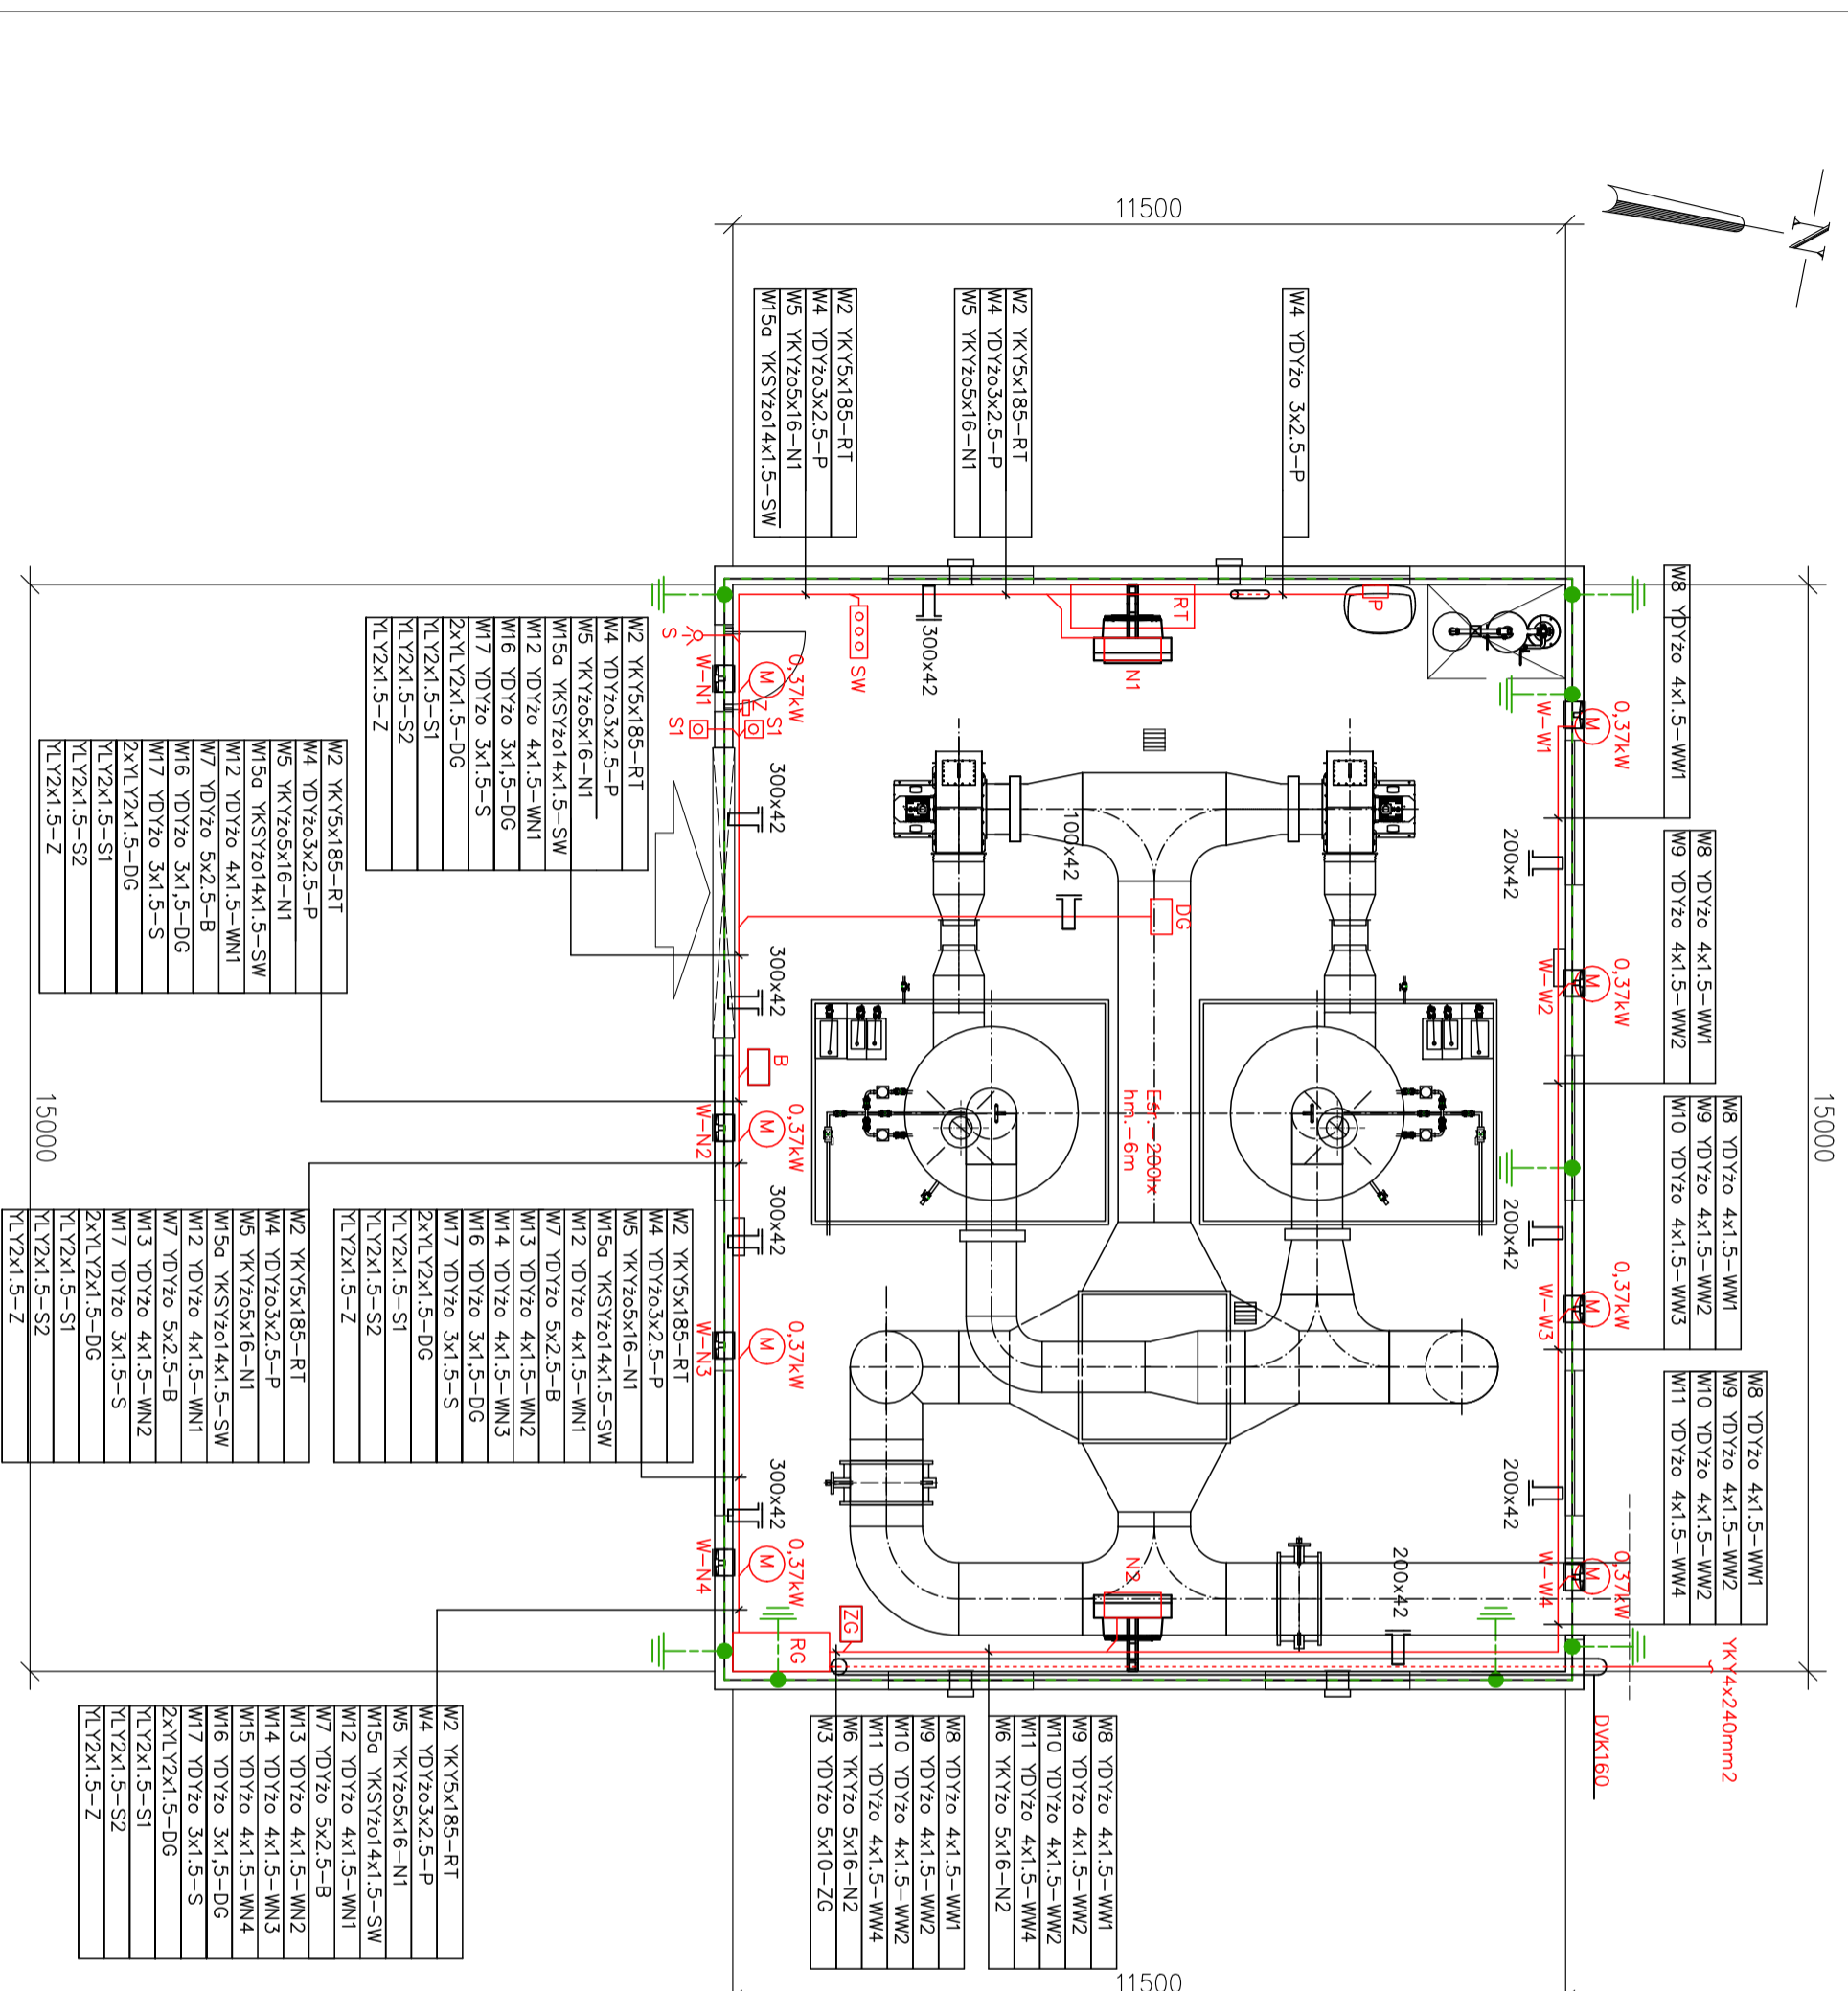 N
11500
15000
W4 YDYżo 3x2.5-P
W2 YKY5x185-RT
W4 YDYżo3x2.5-P
W5 YKYżo5x16-N1
W2 YKY5x185-RT
W4 YDYżo3x2.5-P
W5 YKYżo5x16-N1
W15a YKSYżo14x1.5-SW
W8 YDYżo 4x1.5-WW1
W8 YDYżo 4x1.5-WW1
W9 YDYżo 4x1.5-WW2
W8 YDYżo 4x1.5-WW1
W9 YDYżo 4x1.5-WW2
W10 YDYżo 4x1.5-WW3
W8 YDYżo 4x1.5-WW1
W9 YDYżo 4x1.5-WW2
W10 YDYżo 4x1.5-WW2
W11 YDYżo 4x1.5-WW4
0,37kW
M
W-W1
0,37kW
M
W-W2
0,37kW
M
W-W3
0,37kW
M
W-W4
200x42
200x42
200x42
200x42
YKY4x240mm2
DVK160
P
RT
N1
300x42
SW
100x42
DG
Eśr.-200lx
hm.-6m
N2
ZG
RG
S
0,37kW
M
W-N1
Z
S1
S1
300x42
300x42
B
0,37kW
M
W-N2
300x42
0,37kW
M
W-N3
300x42
0,37kW
M
W-N4
W2 YKY5x185-RT
W4 YDYżo3x2.5-P
W5 YKYżo5x16-N1
W15a YKSYżo14x1.5-SW
W12 YDYżo 4x1.5-WN1
W16 YDYżo 3x1,5-DG
W17 YDYżo 3x1.5-S
2xYLY2x1.5-DG
YLY2x1.5-S1
YLY2x1.5-S2
YLY2x1.5-Z
W2 YKY5x185-RT
W4 YDYżo3x2.5-P
W5 YKYżo5x16-N1
W15a YKSYżo14x1.5-SW
W12 YDYżo 4x1.5-WN1
W7 YDYżo 5x2.5-B
W16 YDYżo 3x1,5-DG
W17 YDYżo 3x1.5-S
2xYLY2x1.5-DG
YLY2x1.5-S1
YLY2x1.5-S2
YLY2x1.5-Z
W2 YKY5x185-RT
W4 YDYżo3x2.5-P
W5 YKYżo5x16-N1
W15a YKSYżo14x1.5-SW
W12 YDYżo 4x1.5-WN1
W7 YDYżo 5x2.5-B
W13 YDYżo 4x1.5-WN2
W14 YDYżo 4x1.5-WN3
W16 YDYżo 3x1,5-DG
W17 YDYżo 3x1.5-S
2xYLY2x1.5-DG
YLY2x1.5-S1
YLY2x1.5-S2
YLY2x1.5-Z
W2 YKY5x185-RT
W4 YDYżo3x2.5-P
W5 YKYżo5x16-N1
W15a YKSYżo14x1.5-SW
W12 YDYżo 4x1.5-WN1
W7 YDYżo 5x2.5-B
W13 YDYżo 4x1.5-WN2
W17 YDYżo 3x1.5-S
2xYLY2x1.5-DG
YLY2x1.5-S1
YLY2x1.5-S2
YLY2x1.5-Z
15000
W8 YDYżo 4x1.5-WW1
W9 YDYżo 4x1.5-WW2
W10 YDYżo 4x1.5-WW2
W11 YDYżo 4x1.5-WW4
W6 YKYżo 5x16-N2
W8 YDYżo 4x1.5-WW1
W9 YDYżo 4x1.5-WW2
W10 YDYżo 4x1.5-WW2
W11 YDYżo 4x1.5-WW4
W6 YKYżo 5x16-N2
W3 YDYżo 5x10-ZG
W2 YKY5x185-RT
W4 YDYżo3x2.5-P
W5 YKYżo5x16-N1
W15a YKSYżo14x1.5-SW
W12 YDYżo 4x1.5-WN1
W7 YDYżo 5x2.5-B
W13 YDYżo 4x1.5-WN2
W14 YDYżo 4x1.5-WN3
W15 YDYżo 4x1.5-WN4
W16 YDYżo 3x1,5-DG
W17 YDYżo 3x1.5-S
2xYLY2x1.5-DG
YLY2x1.5-S1
YLY2x1.5-S2
YLY2x1.5-Z
11500